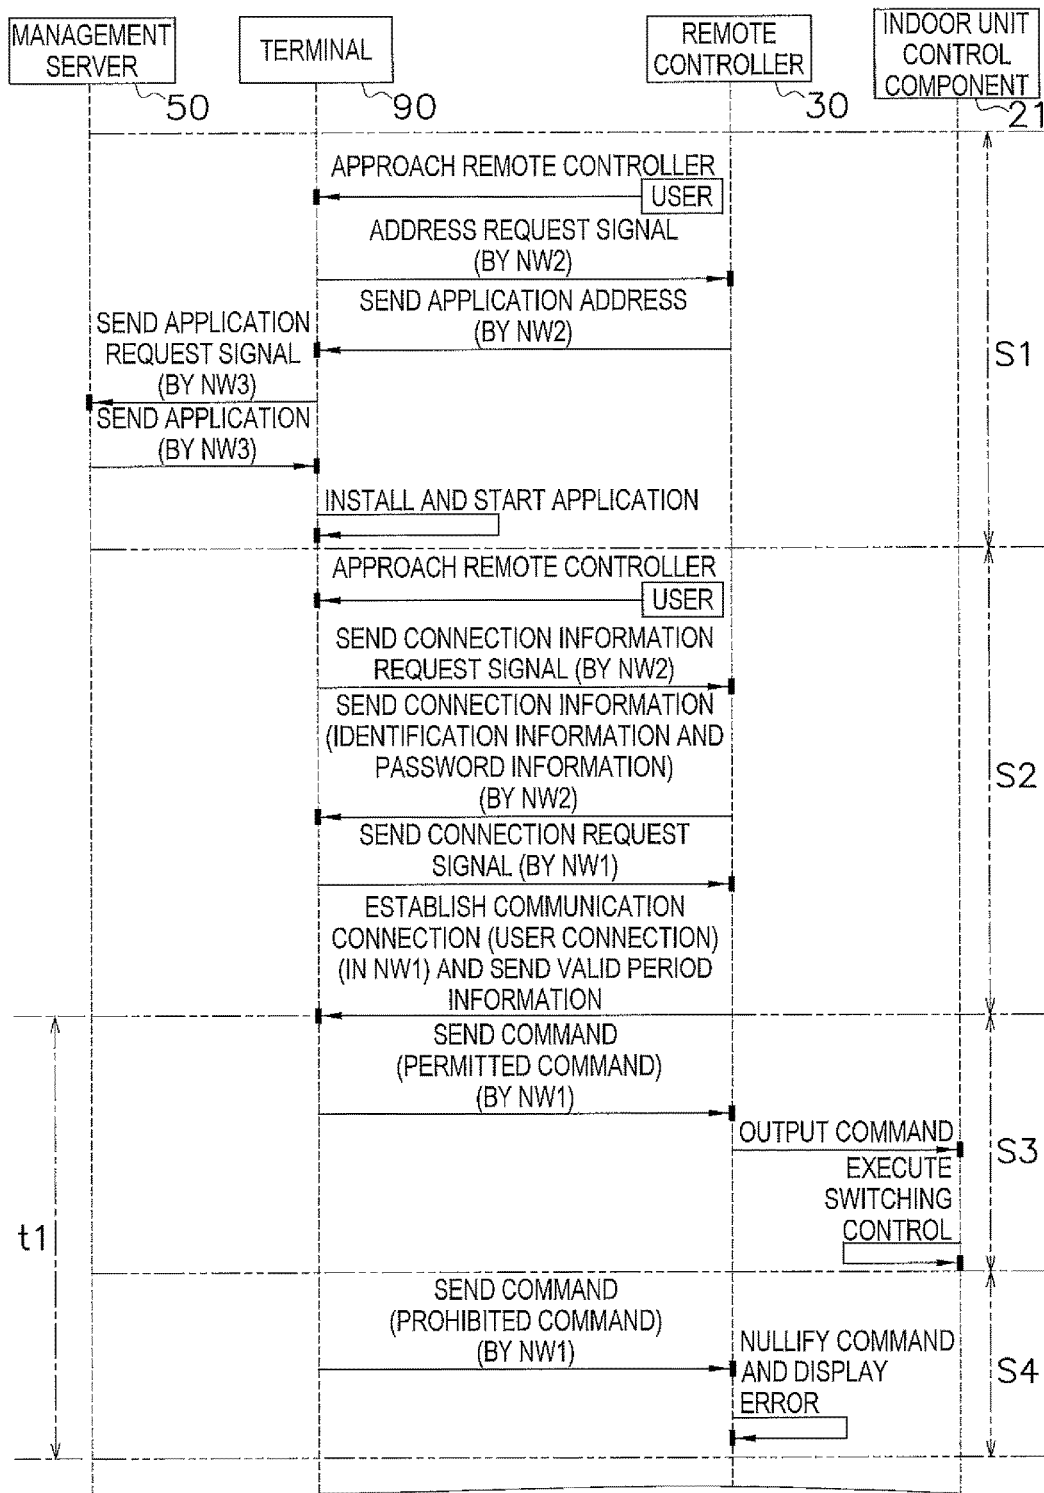 MANAGEMENT
SERVER
50
TERMINAL
90
REMOTE
CONTROLLER
30
INDOOR UNIT
CONTROL
COMPONENT
21
APPROACH REMOTE CONTROLLER
USER
ADDRESS REQUEST SIGNAL
(BY NW2)
SEND APPLICATION ADDRESS
(BY NW2)
SEND APPLICATION
REQUEST SIGNAL
(BY NW3)
SEND APPLICATION
(BY NW3)
INSTALL AND START APPLICATION
S1
APPROACH REMOTE CONTROLLER
USER
SEND CONNECTION INFORMATION
REQUEST SIGNAL (BY NW2)
SEND CONNECTION INFORMATION
(IDENTIFICATION INFORMATION AND
PASSWORD INFORMATION)
(BY NW2)
SEND CONNECTION REQUEST
SIGNAL (BY NW1)
ESTABLISH COMMUNICATION
CONNECTION (USER CONNECTION)
(IN NW1) AND SEND VALID PERIOD
INFORMATION
S2
SEND COMMAND
(PERMITTED COMMAND)
(BY NW1)
OUTPUT COMMAND
EXECUTE
SWITCHING
CONTROL
S3
t1
SEND COMMAND
(PROHIBITED COMMAND)
(BY NW1)
NULLIFY COMMAND
AND DISPLAY
ERROR
S4